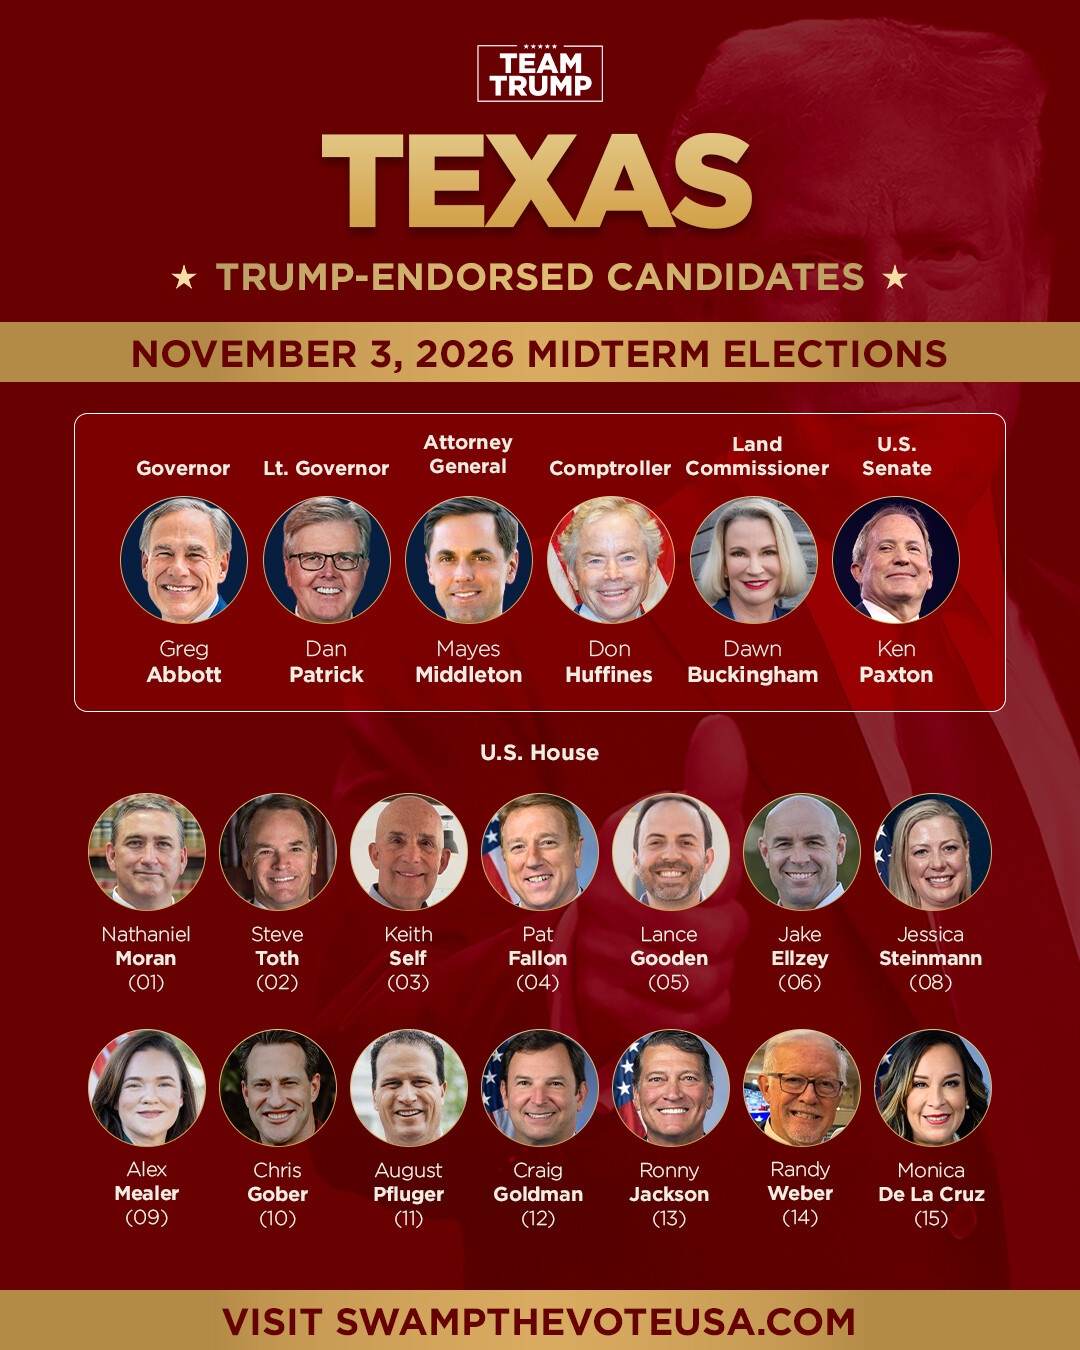 TEAM
TRUMP
TEXAS
TRUMP-ENDORSED CANDIDATES
NOVEMBER 3, 2026 MIDTERM ELECTIONS
Governor
Greg
Abbott
Lt. Governor
Dan
Patrick
Attorney
General
Mayes
Middleton
Comptroller
Don
Huffines
Land
Commissioner
Dawn
Buckingham
U.S.
Senate
Ken
Paxton
U.S. House
Nathaniel
Moran
(01)
Steve
Toth
(02)
Keith
Self
(03)
Pat
Fallon
(04)
Lance
Gooden
(05)
Jake
Ellzey
(06)
Jessica
Steinmann
(08)
Alex
Mealer
(09)
Chris
Gober
(10)
August
Pfluger
(11)
Craig
Goldman
(12)
Ronny
Jackson
(13)
Randy
Weber
(14)
Monica
De La Cruz
(15)
VISIT SWAMPTHEVOTEUSA.COM